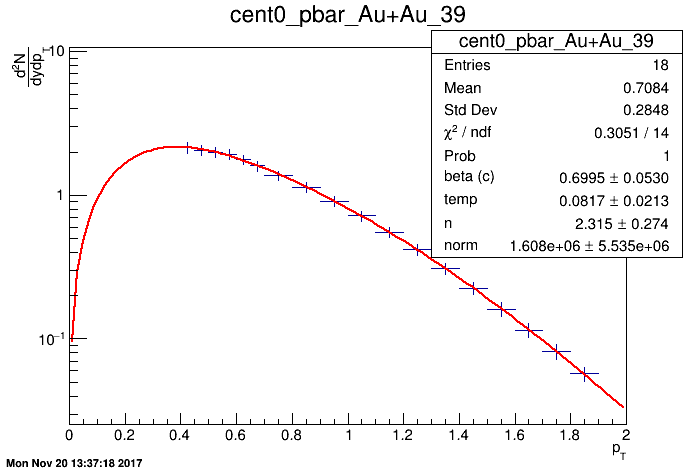 cent0_pbar_Au+Au_39
cent0_pbar_Au+Au_39
Entries 18
Mean 0.7084
Std Dev 0.2848
χ² / ndf 0.3051 / 14
Prob 1
beta (c) 0.6995 ± 0.0530
temp 0.0817 ± 0.0213
n 2.315 ± 0.274
norm 1.608e+06 ± 5.535e+06
d²N
dydp_T
10
1
10⁻¹
0 0.2 0.4 0.6 0.8 1 1.2 1.4 1.6 1.8 2
p_T
Mon Nov 20 13:37:18 2017